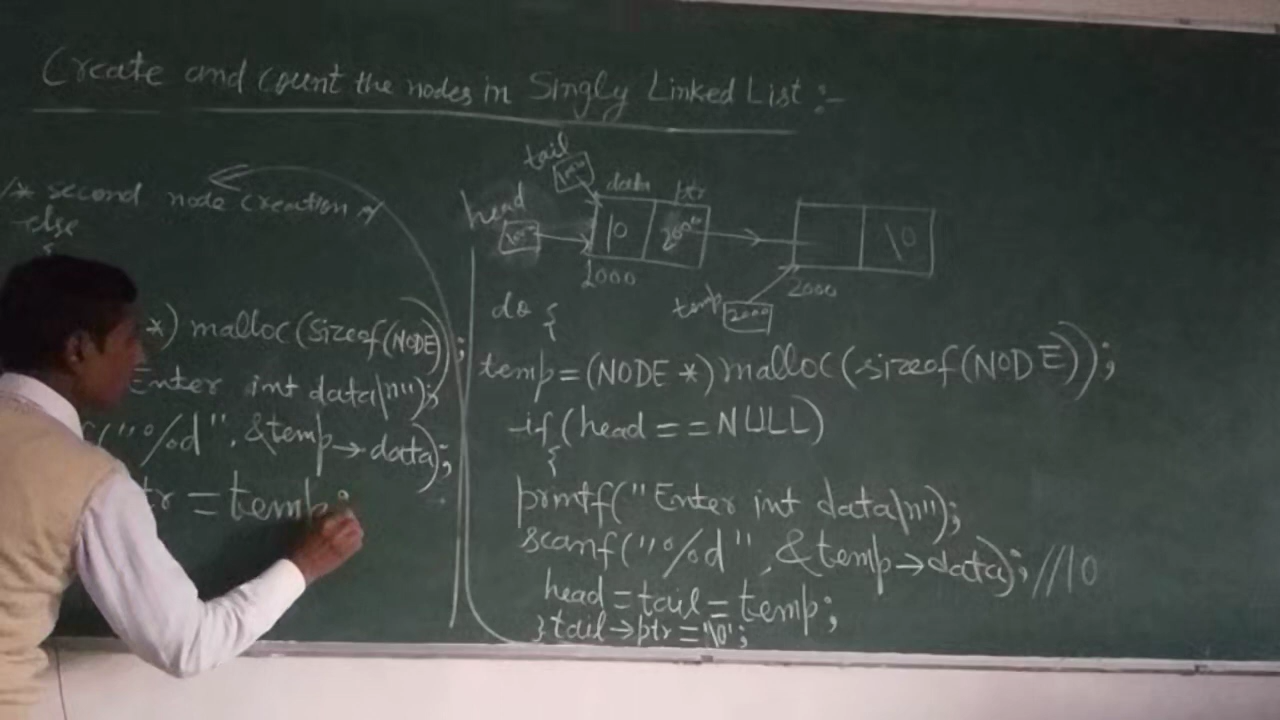 Create and count the nodes in Singly Linked List :-
/* second node creation */
else
{
*) malloc(sizeof(NODE));
Enter int data\n");
f("%d", &temp→data);
tr = temp;
tail
data ptr
head
10 2000 \0
2000
temp
2000
do {
temp = (NODE *) malloc(sizeof(NODE));
if (head == NULL)
{
printf("Enter int data\n");
scanf("%d", &temp→data); //10
head = tail = temp;
} tail→ptr = '\0';